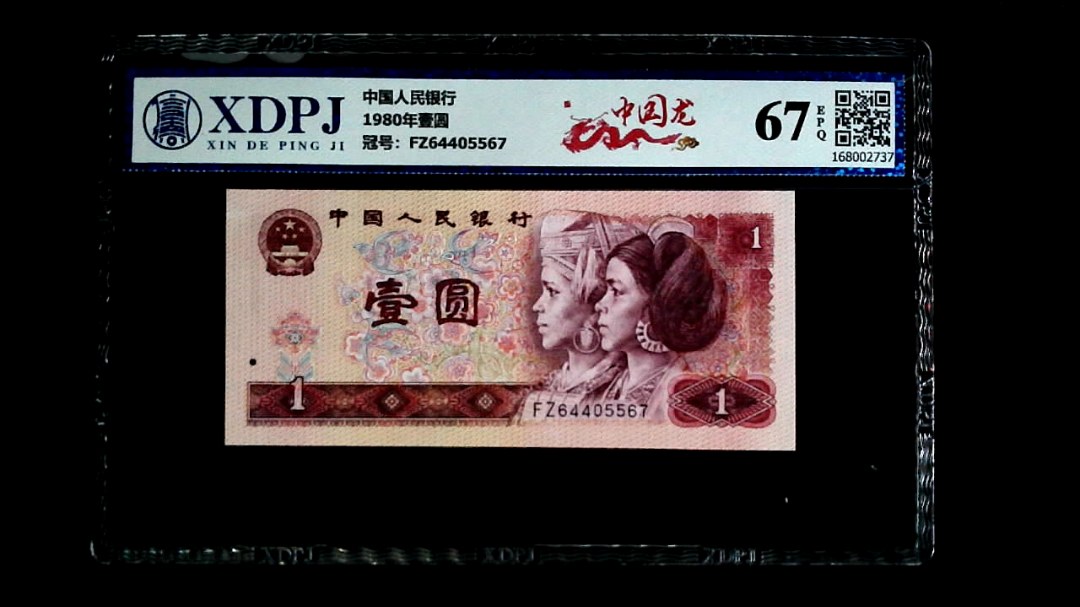 XDPJ
XIN DE PING JI
中国人民银行
1980年壹圆
冠号: FZ64405567
中国龙
67
EPQ
168002737
中国人民银行
1
壹圆
1
FZ64405567
1
XDPJ
XDPJ